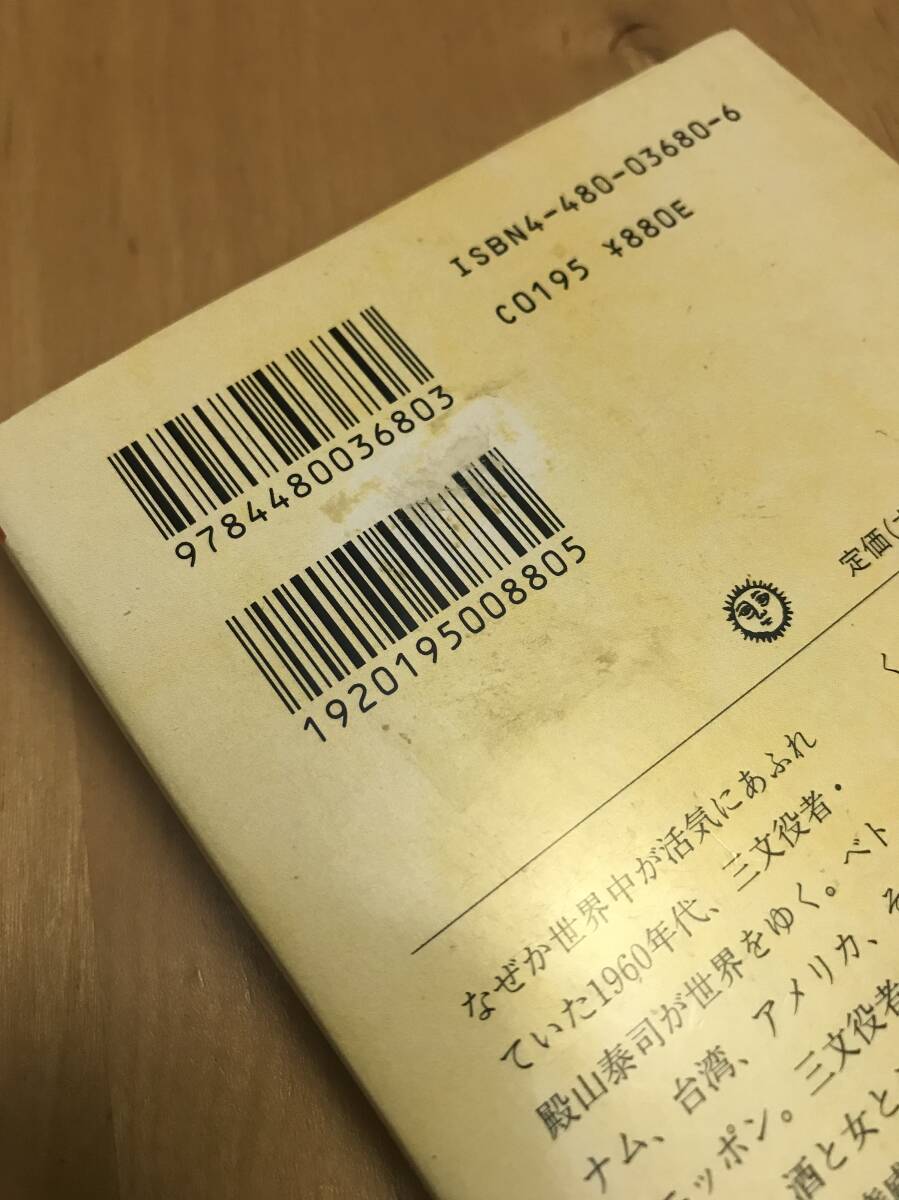 ISBN4-480-03680-6
C0195 ¥880E
9784480036803
1920195008805
定価(
く
なぜか世界中が活気にあふれ
ていた1960年代、三文役者・
殿山泰司が世界をゆく。ベト
ナム、台湾、アメリカ、そ
ニッポン。三文役者
酒と女と